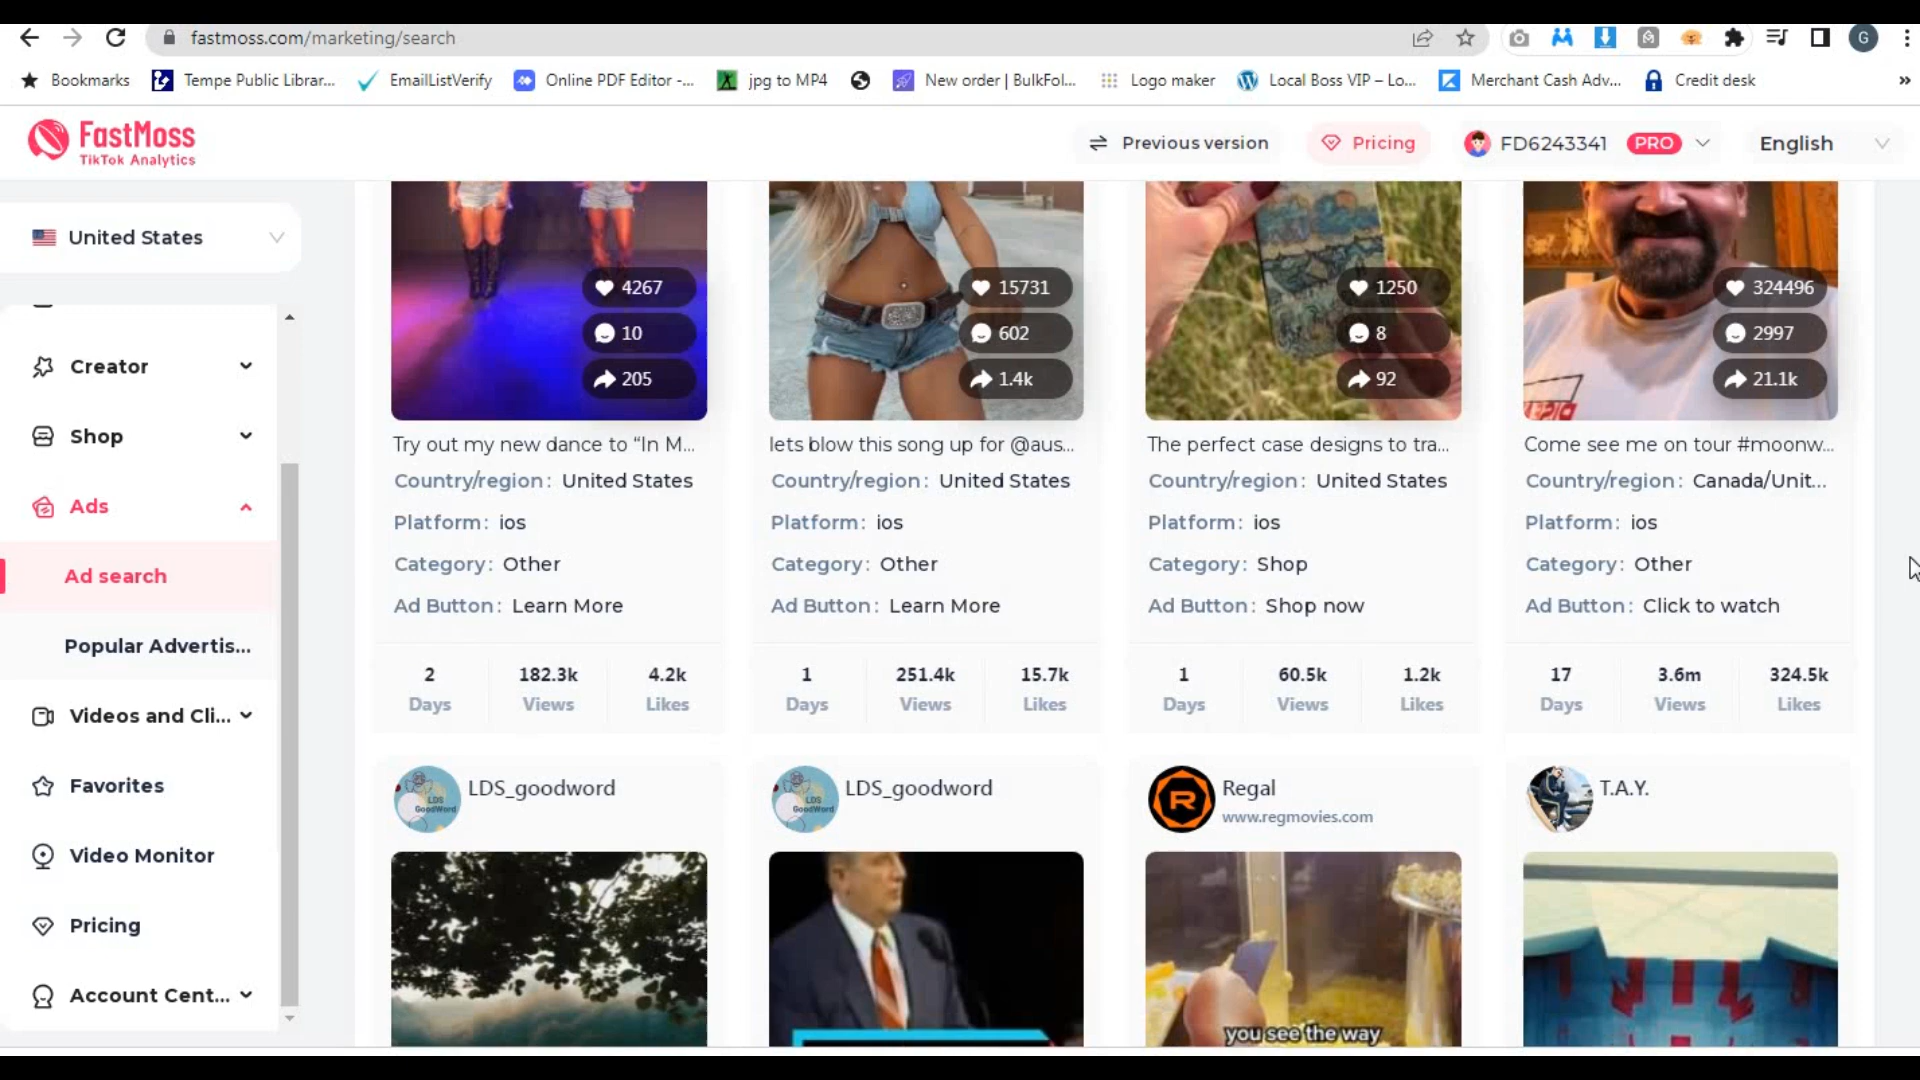 fastmoss.com/marketing/search
G
Bookmarks
Tempe Public Librar...
EmailListVerify
Online PDF Editor -...
jpg to MP4
New order | BulkFol...
Logo maker
Local Boss VIP – Lo...
Merchant Cash Adv...
Credit desk
»
FastMoss
TikTok Analytics
Previous version
Pricing
FD6243341
PRO
English
United States
Creator
Shop
Ads
Ad search
Popular Advertis...
Videos and Cli...
Favorites
Video Monitor
Pricing
Account Cent...
4267
10
205
Try out my new dance to “In M...
Country/region : United States
Platform : ios
Category : Other
Ad Button : Learn More
2 182.3k 4.2k
Days Views Likes
15731
602
1.4k
lets blow this song up for @aus...
Country/region : United States
Platform : ios
Category : Other
Ad Button : Learn More
1 251.4k 15.7k
Days Views Likes
1250
8
92
The perfect case designs to tra...
Country/region : United States
Platform : ios
Category : Shop
Ad Button : Shop now
1 60.5k 1.2k
Days Views Likes
324496
2997
21.1k
Come see me on tour #moonw...
Country/region : Canada/Unit...
Platform : ios
Category : Other
Ad Button : Click to watch
17 3.6m 324.5k
Days Views Likes
LDS
GoodWord
LDS_goodword
LDS
GoodWord
LDS_goodword
R
Regal
www.regmovies.com
you see the way
T.A.Y.